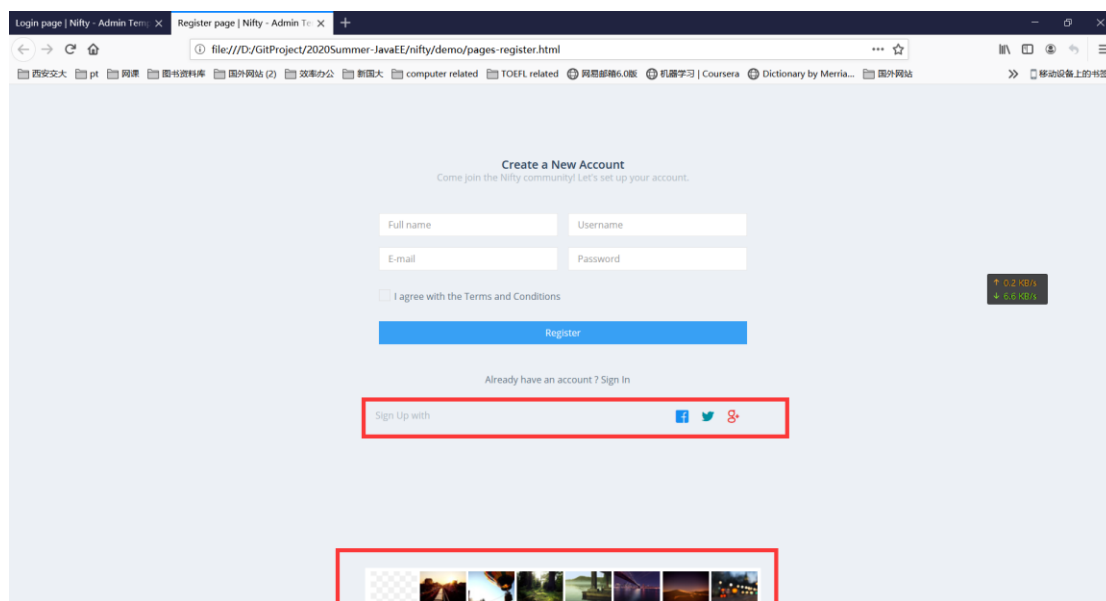 Login page | Nifty - Admin Tem
Register page | Nifty - Admin Te
file:///D:/GitProject/2020Summer-JavaEE/nifty/demo/pages-register.html
西安交大 pt 网课 图书资料库 国外网站 (2) 效率办公 新国大 computer related TOEFL related 网易邮箱6.0版 机器学习 | Coursera Dictionary by Merria... 国外网站 移动设备上的书签
Create a New Account
Come join the Nifty community! Let's set up your account.
Full name Username
E-mail Password
I agree with the Terms and Conditions
↑ 0.2 KB/s
↓ 6.6 KB/s
Register
Already have an account ? Sign In
Sign Up with